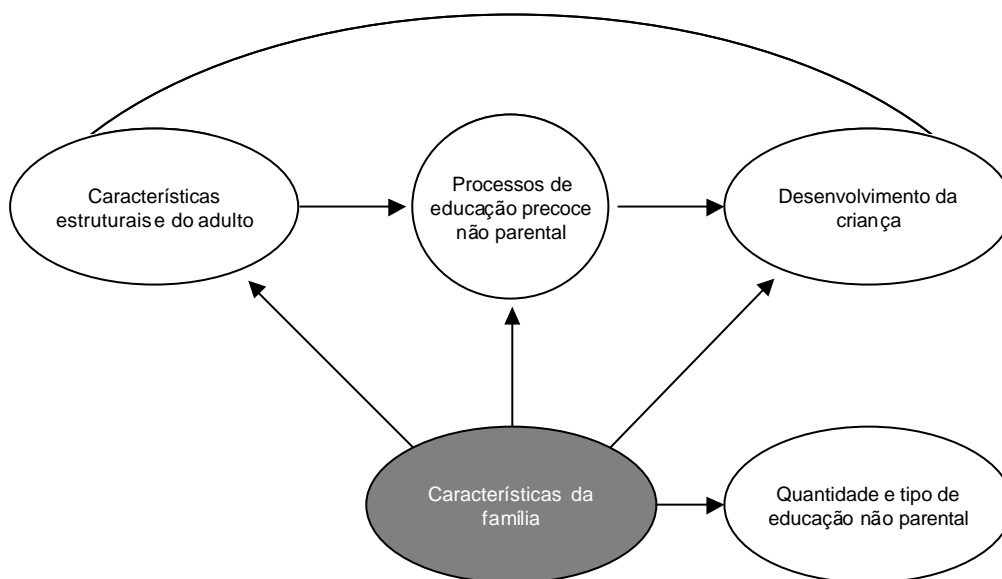 Características
estruturais e do adulto
Processos de
educação precoce
não parental
Desenvolvimento da
criança
Características da
família
Quantidade e tipo de
educação não parental